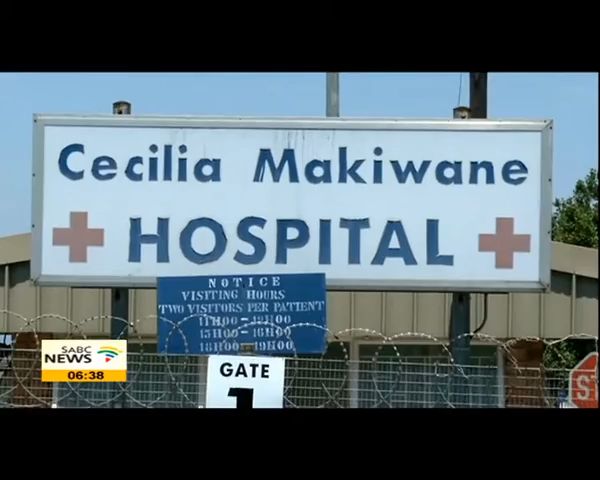 Cecilia Makiwane
HOSPITAL
NOTICE
VISITING HOURS
TWO VISITORS PER PATIENT
11H00 - 12H00
15H00 - 16H00
18H00 - 19H00
GATE
1
SABC
NEWS
06:38